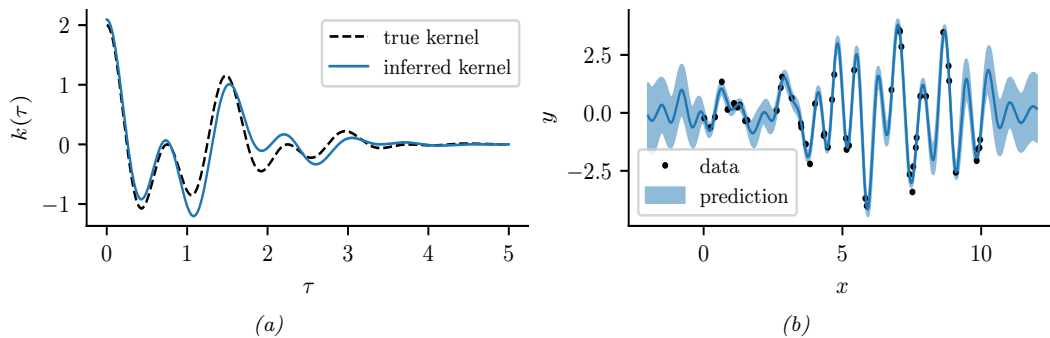 2
1
0
−1
k(τ)
true kernel
inferred kernel
0
1
2
3
4
5
τ
(a)
2.5
0.0
−2.5
y
data
prediction
0
5
10
x
(b)